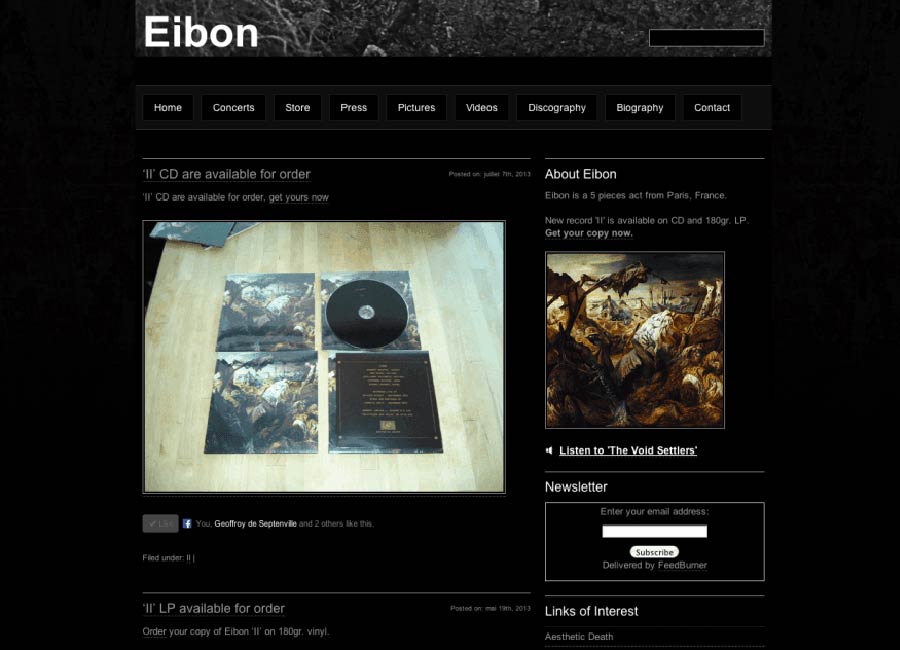 Eibon
Home Concerts Store Press Pictures Videos Discography Biography Contact
'II' CD are available for order
Posted on: juillet 7th, 2013
'II' CD are available for order, get yours now
You, Geoffroy de Septenville and 2 others like this.
Filed under: II |
'II' LP available for order
Posted on: mai 19th, 2013
Order your copy of Eibon 'II' on 180gr. vinyl.
About Eibon
Eibon is a 5 pieces act from Paris, France.
New record 'II' is available on CD and 180gr. LP.
Get your copy now.
Listen to 'The Void Settlers'
Newsletter
Enter your email address:
Subscribe
Delivered by FeedBurner
Links of Interest
Aesthetic Death